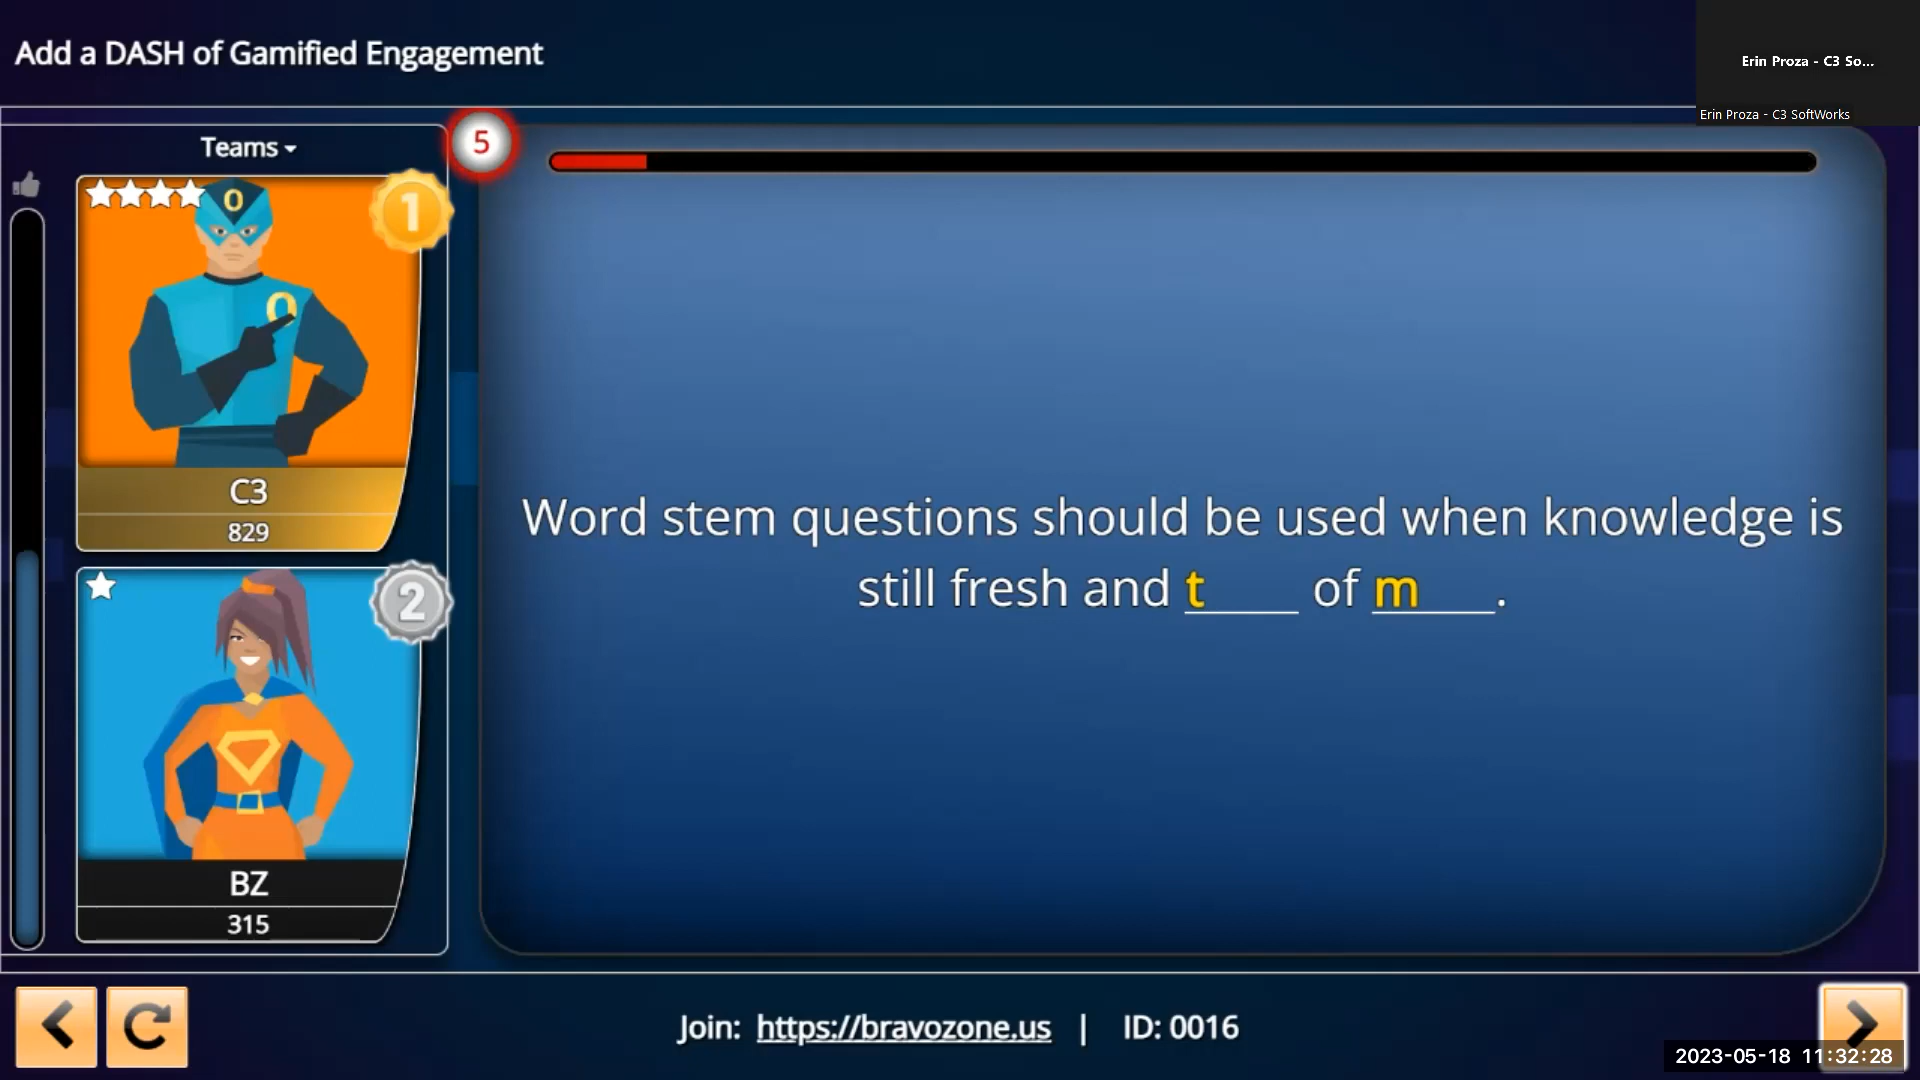 Add a DASH of Gamified Engagement
Erin Proza - C3 So...
Erin Proza - C3 SoftWorks
Teams
5
O
O
1
C3
829
2
BZ
315
Word stem questions should be used when knowledge is
still fresh and t____ of m____.
Join: https://bravozone.us | ID: 0016
2023-05-18 11:32:28